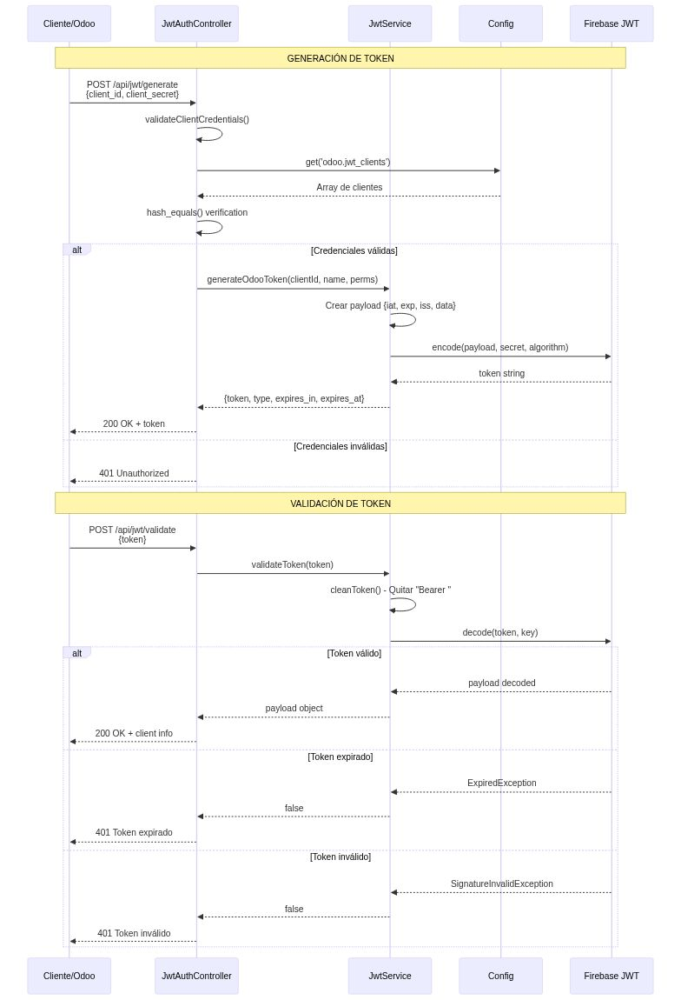 Cliente/Odoo
JwtAuthController
JwtService
Config
Firebase JWT
GENERACIÓN DE TOKEN
POST /api/jwt/generate
{client_id, client_secret}
validateClientCredentials()
get('odoo.jwt_clients')
Array de clientes
hash_equals() verification
alt
[Credenciales válidas]
generateOdooToken(clientId, name, perms)
Crear payload {iat, exp, iss, data}
encode(payload, secret, algorithm)
token string
{token, type, expires_in, expires_at}
200 OK + token
[Credenciales inválidas]
401 Unauthorized
VALIDACIÓN DE TOKEN
POST /api/jwt/validate
{token}
validateToken(token)
cleanToken() - Quitar "Bearer "
decode(token, key)
alt
[Token válido]
payload decoded
payload object
200 OK + client info
[Token expirado]
ExpiredException
false
401 Token expirado
[Token inválido]
SignatureInvalidException
false
401 Token inválido
Cliente/Odoo
JwtAuthController
JwtService
Config
Firebase JWT